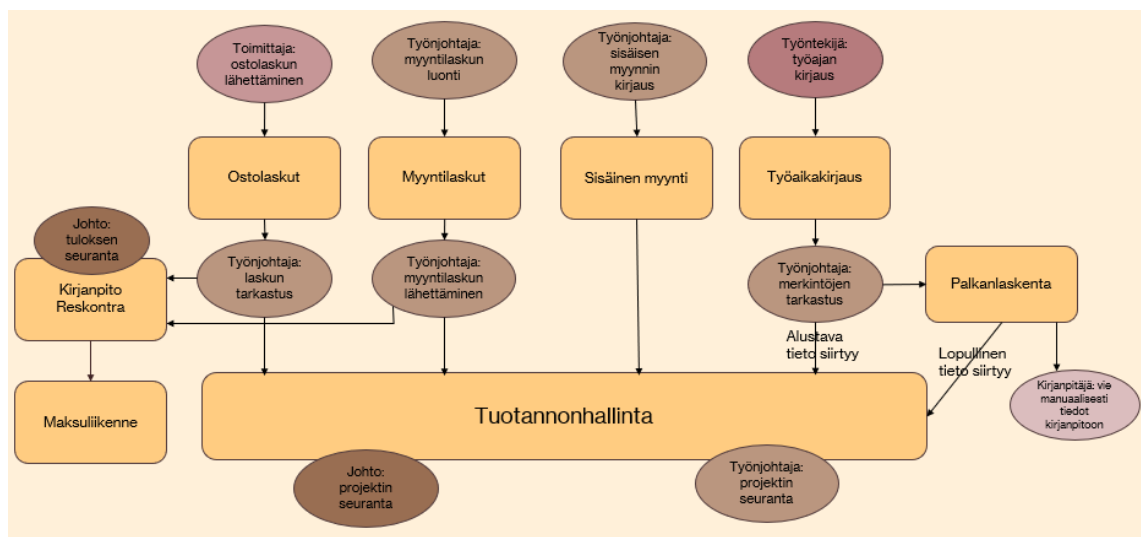 Toimittaja:
ostolaskun
lähettäminen
Työnjohtaja:
myyntilaskun
luonti
Työnjohtaja:
sisäisen
myynnin
kirjaus
Työntekijä:
työajan
kirjaus
Ostolaskut
Myyntilaskut
Sisäinen myynti
Työaikakirjaus
Johto:
tuloksen
seuranta
Kirjanpito
Reskontra
Työnjohtaja:
laskun
tarkastus
Työnjohtaja:
myyntilaskun
lähettäminen
Työnjohtaja:
merkintöjen
tarkastus
Palkanlaskenta
Alustava
tieto siirtyy
Lopullinen
tieto siirtyy
Kirjanpitäjä: vie
manuaalisesti
tiedot
kirjanpitoon
Maksuliikenne
Tuotannonhallinta
Johto:
projektin
seuranta
Työnjohtaja:
projektin
seuranta